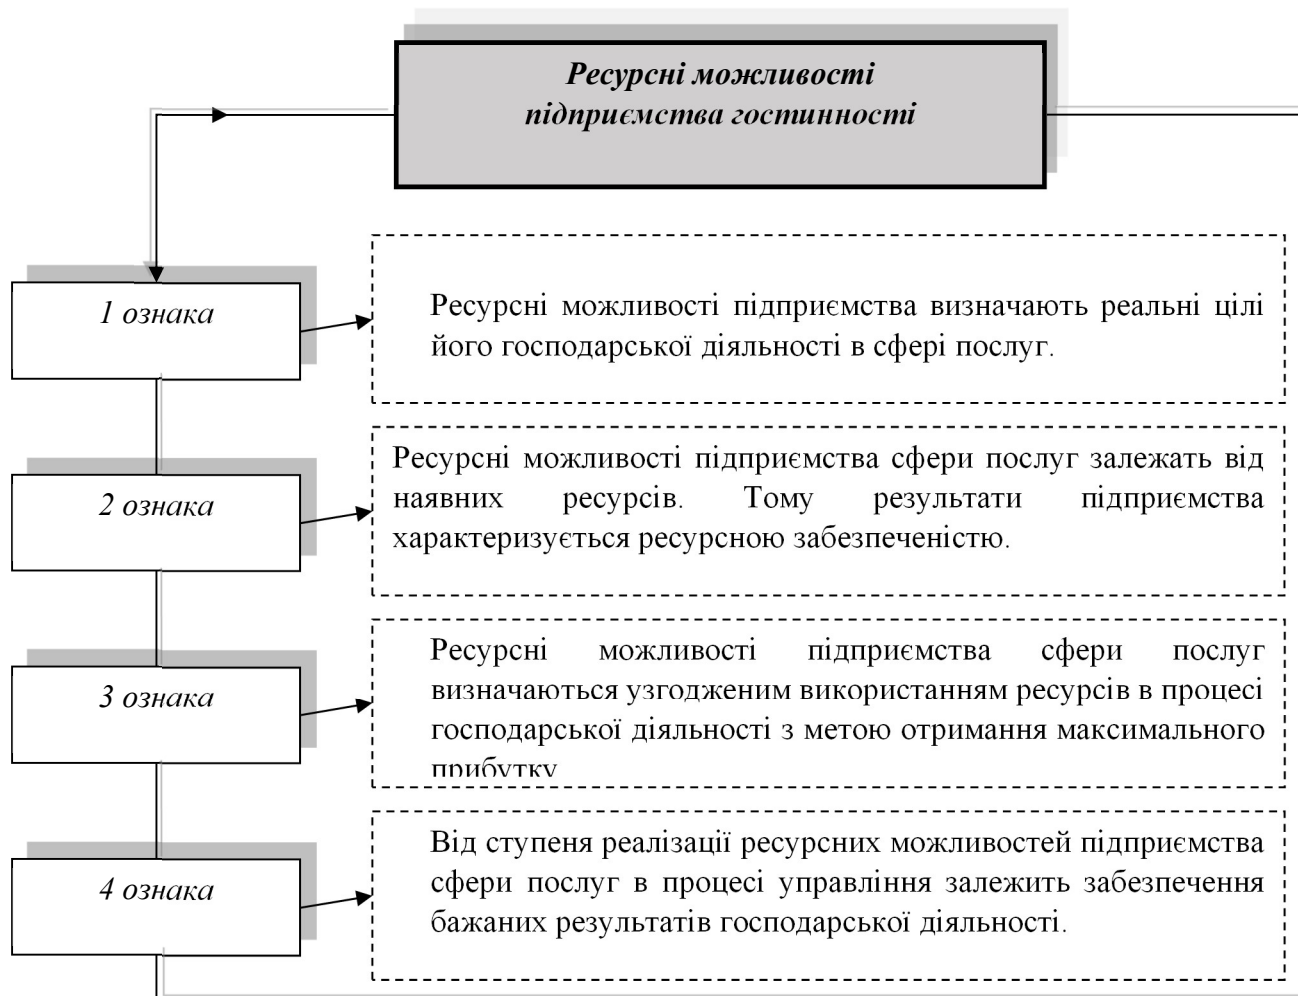 Ресурсні можливості
підприємства гостинності
1 ознака
Ресурсні можливості підприємства визначають реальні цілі
його господарської діяльності в сфері послуг.
2 ознака
Ресурсні можливості підприємства сфери послуг залежать від
наявних ресурсів. Тому результати підприємства
характеризується ресурсною забезпеченістю.
3 ознака
Ресурсні можливості підприємства сфери послуг
визначаються узгодженим використанням ресурсів в процесі
господарської діяльності з метою отримання максимального
прибутку
4 ознака
Від ступеня реалізації ресурсних можливостей підприємства
сфери послуг в процесі управління залежить забезпечення
бажаних результатів господарської діяльності.